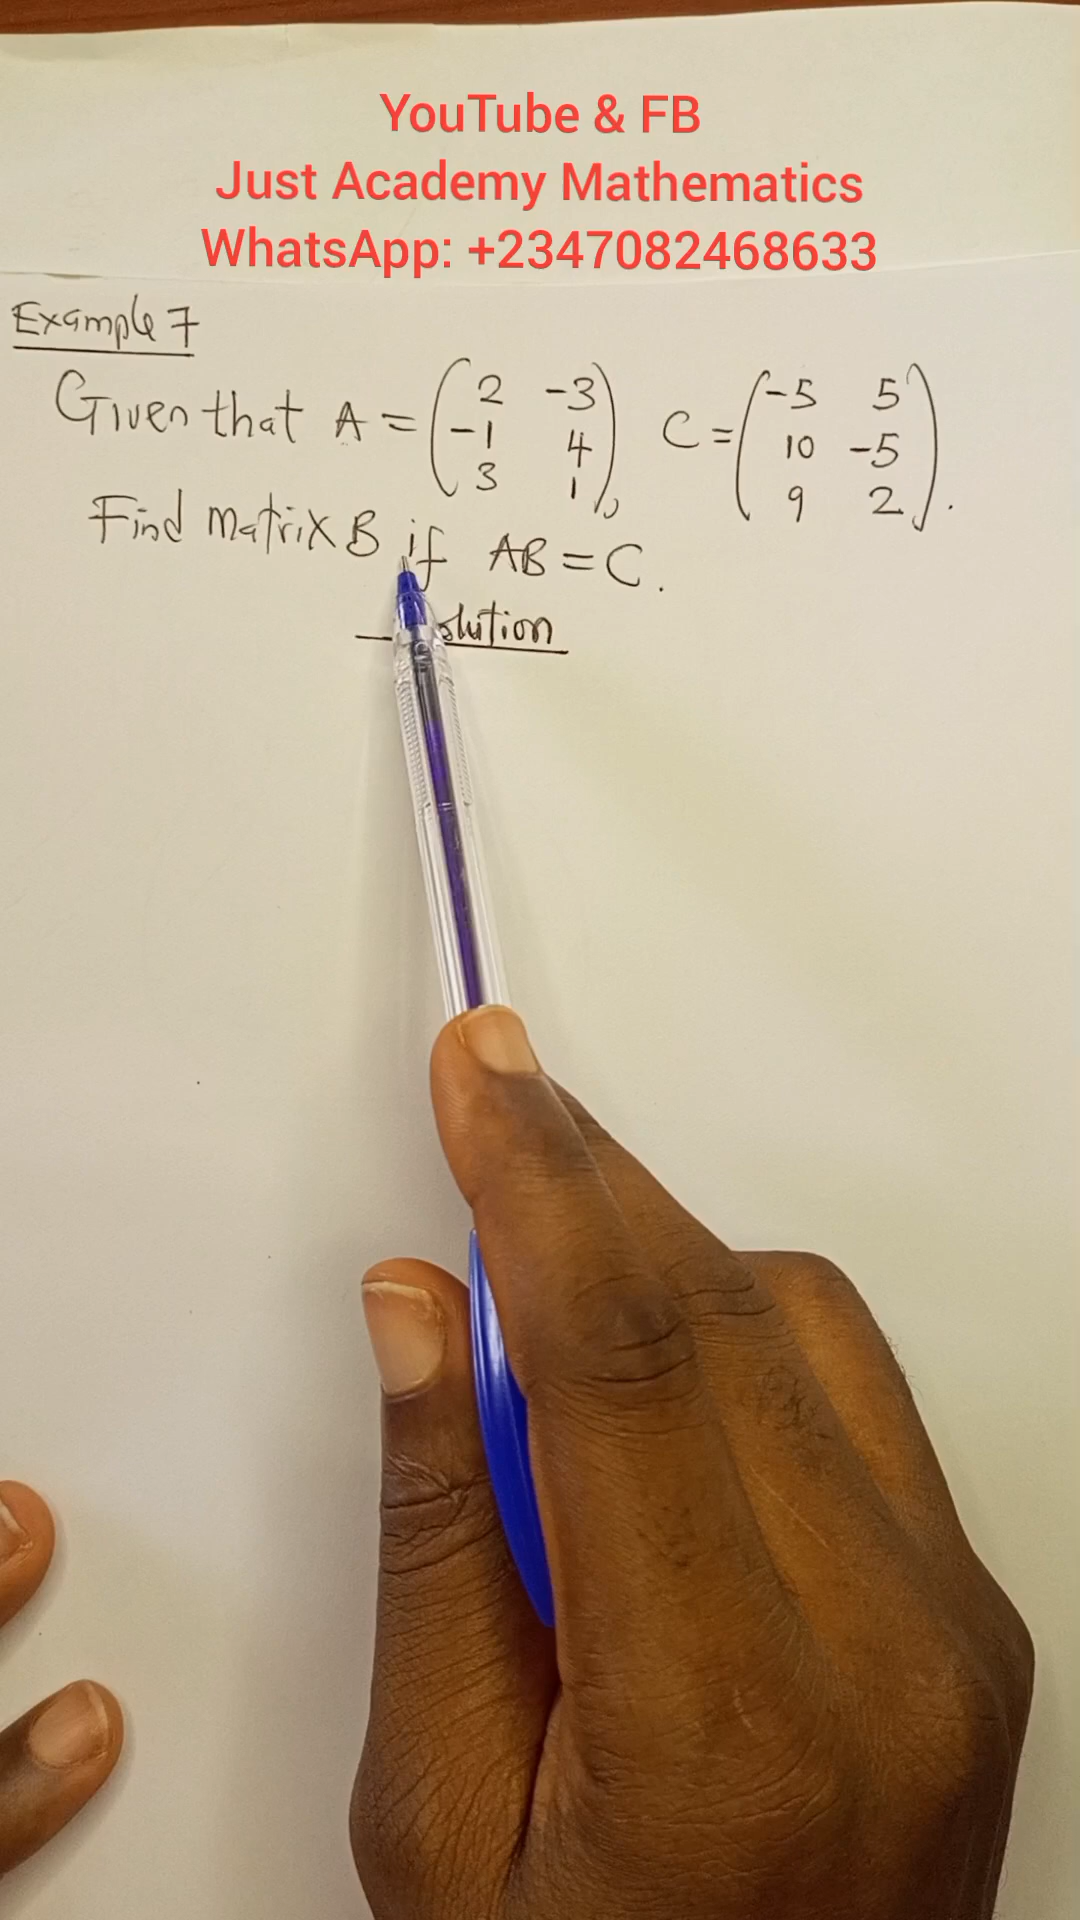 YouTube & FB
Just Academy Mathematics
WhatsApp: +2347082468633
Example 7
Given that A = ( 2 -3
-1 4
3 1 ), C = ( -5 5
10 -5
9 2 ).
Find matrix B if AB = C.
olution